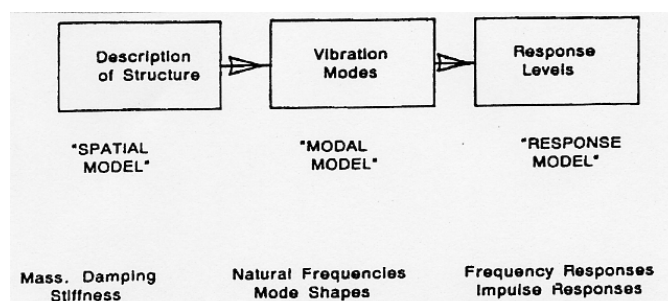 Description
of Structure
Vibration
Modes
Response
Levels
"SPATIAL
MODEL"
"MODAL
MODEL"
"RESPONSE
MODEL"
Mass. Damping
Stiffness
Natural Frequencies
Mode Shapes
Frequency Responses
Impulse Responses